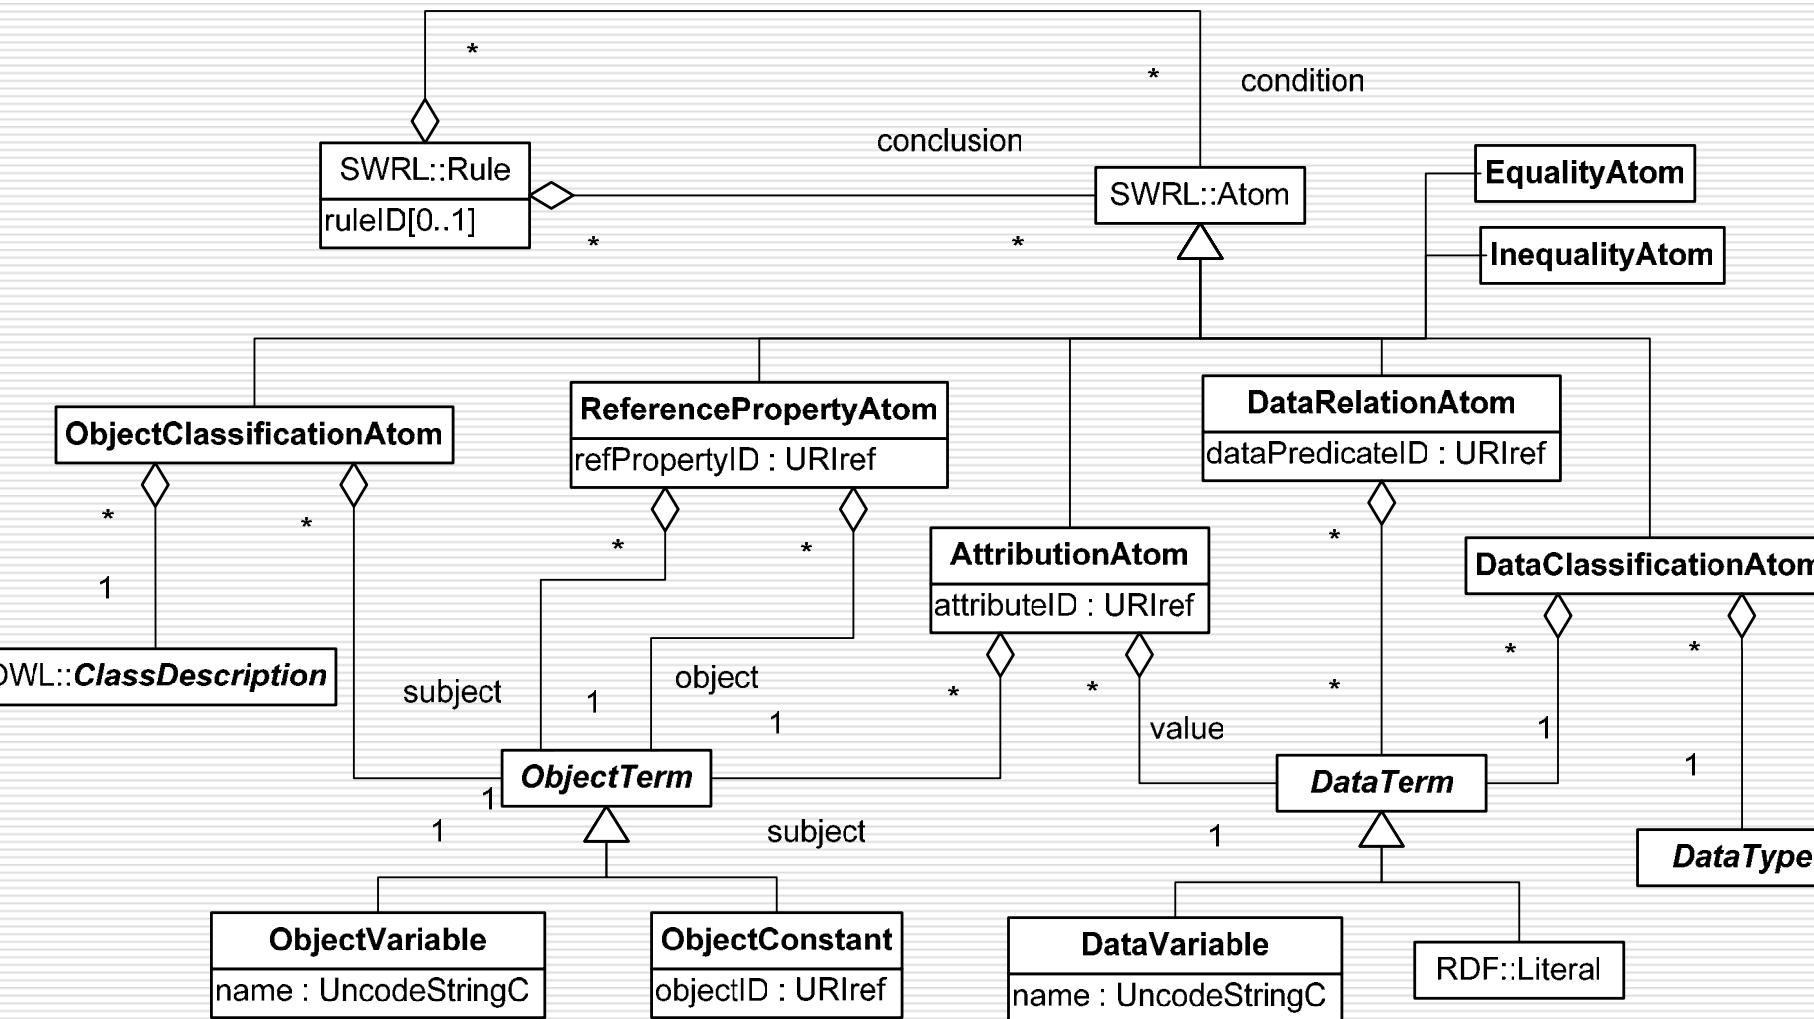 *
*
condition
conclusion
SWRL::Rule
ruleID[0..1]
SWRL::Atom
*
*
EqualityAtom
InequalityAtom
ObjectClassificationAtom
ReferencePropertyAtom
refPropertyID : URIref
DataRelationAtom
dataPredicateID : URIref
AttributionAtom
attributeID : URIref
DataClassificationAtom
*
*
*
*
*
1
*
*
OWL::ClassDescription
subject
1
object
1
*
*
*
value
1
1
ObjectTerm
1
DataTerm
1
subject
1
DataType
ObjectVariable
name : UncodeStringC
ObjectConstant
objectID : URIref
DataVariable
name : UncodeStringC
RDF::Literal